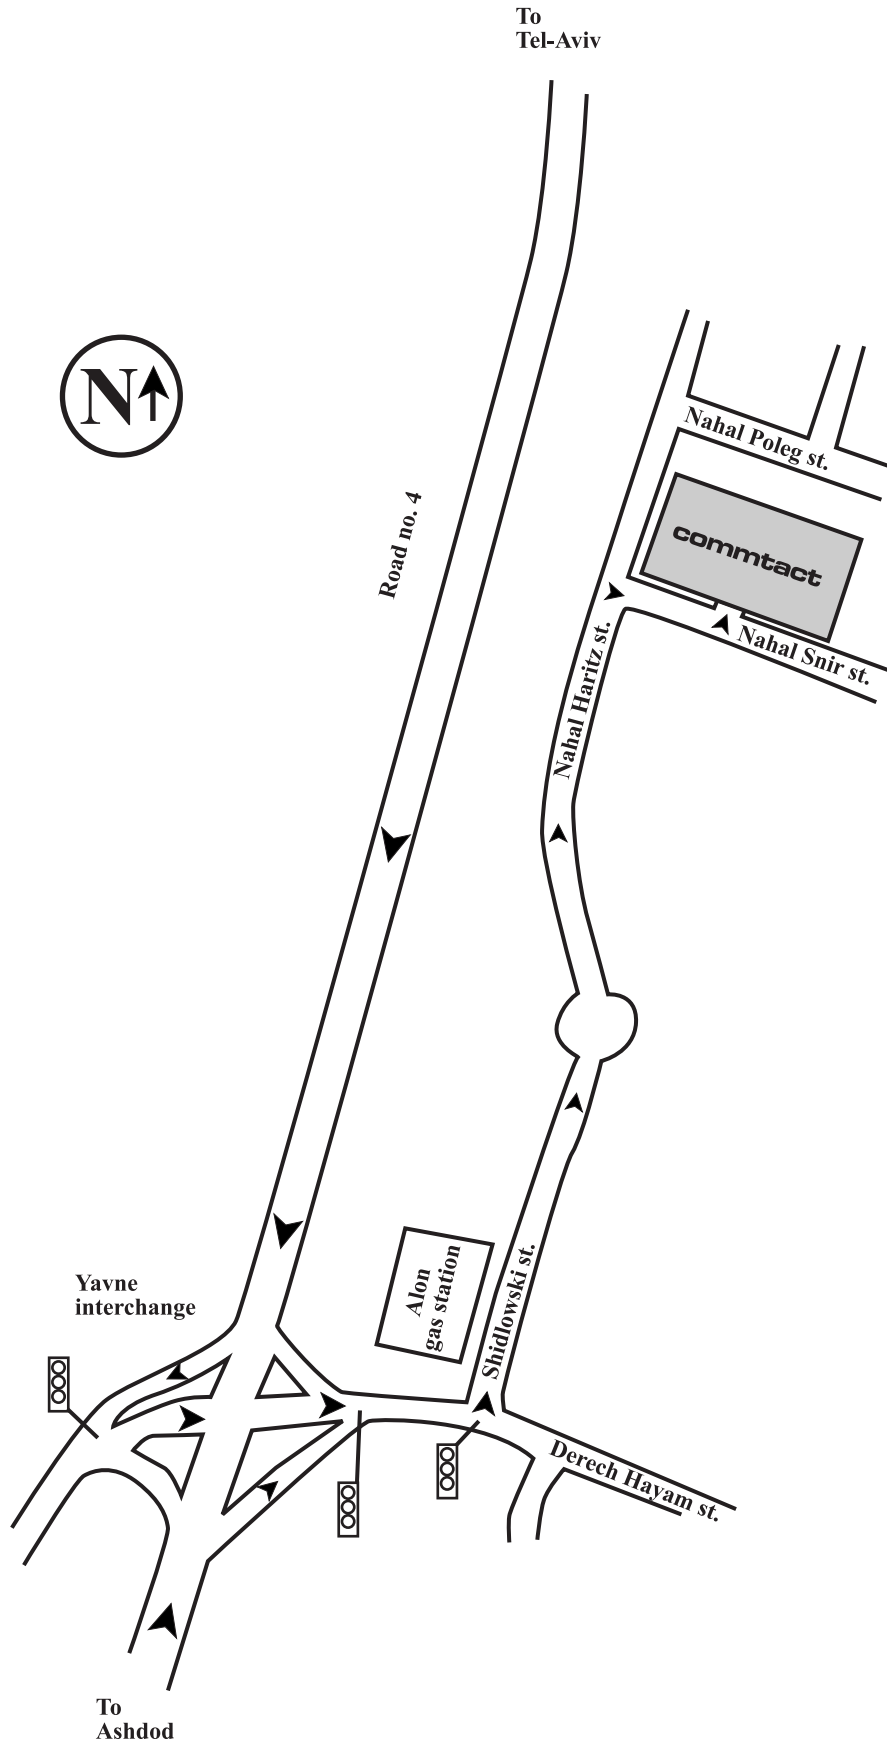 To
Tel-Aviv
N
Nahal Poleg st.
Road no. 4
commtact
Nahal Snir st.
Nahal Haritz st.
Alon
gas station
Shidlowski st.
Yavne
interchange
Derech Hayam st.
To
Ashdod